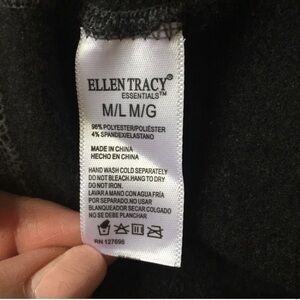 ELLEN TRACY®
ESSENTIALS™
M/L M/G
96% POLYESTER/POLIÉSTER
4% SPANDEX/ELASTANO
MADE IN CHINA
HECHO EN CHINA
HAND WASH COLD SEPARATELY
DO NOT BLEACH. HANG TO DRY
DO NOT IRON.
LAVAR A MANO CON AGUA FRIA
POR SEPARADO. NO USAR
BLANQUEADOR SECAR COLGADO
NO SE DEBE PLANCHAR
RN 127695